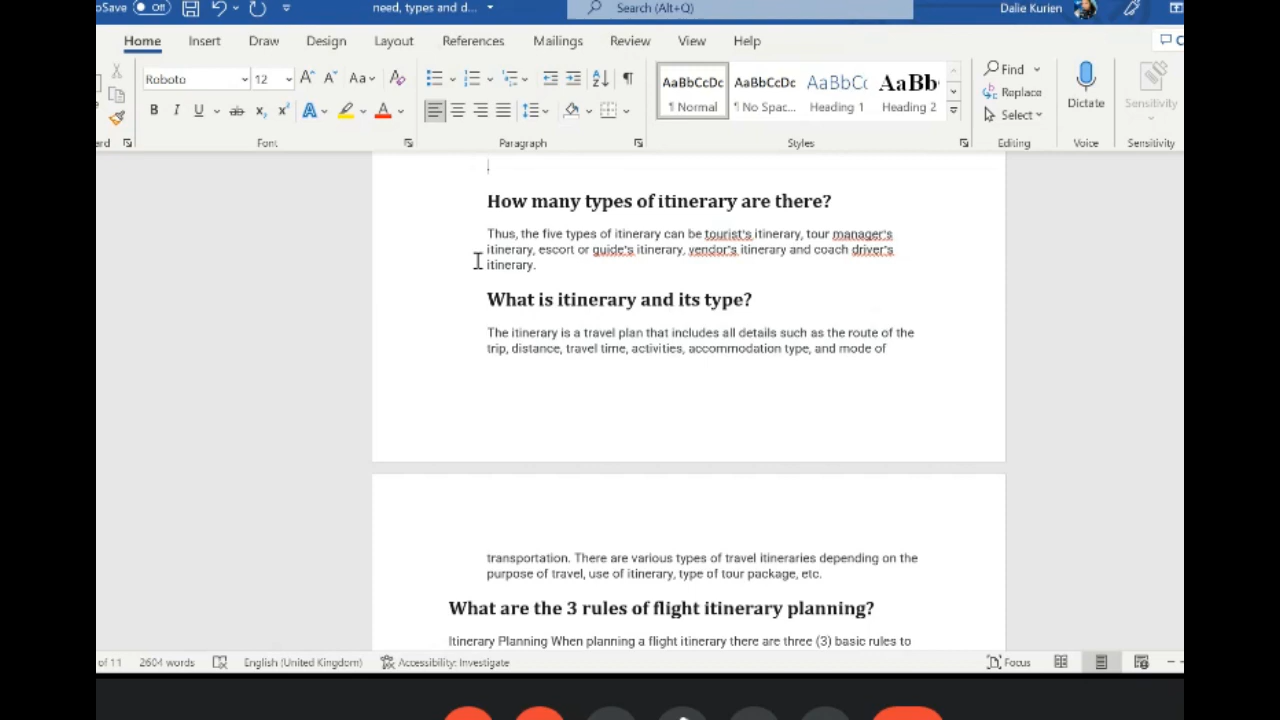 Save Off need, types and d... Search (Alt+Q) Dalie Kurien
Home Insert Draw Design Layout References Mailings Review View Help
Roboto 12 Aa AaBbCcDc AaBbCcDc AaBbCc AaBb Find
Replace
B I U ab x₂ x² A A Normal No Spac... Heading 1 Heading 2 Select Dictate Sensitivity
Font Paragraph Styles Editing Voice Sensitivity
How many types of itinerary are there?
Thus, the five types of itinerary can be tourist's itinerary, tour manager's
itinerary, escort or guide's itinerary, vendor's itinerary and coach driver's
itinerary.
What is itinerary and its type?
The itinerary is a travel plan that includes all details such as the route of the
trip, distance, travel time, activities, accommodation type, and mode of
transportation. There are various types of travel itineraries depending on the
purpose of travel, use of itinerary, type of tour package, etc.
What are the 3 rules of flight itinerary planning?
Itinerary Planning When planning a flight itinerary there are three (3) basic rules to
of 11 2604 words English (United Kingdom) Accessibility: Investigate Focus